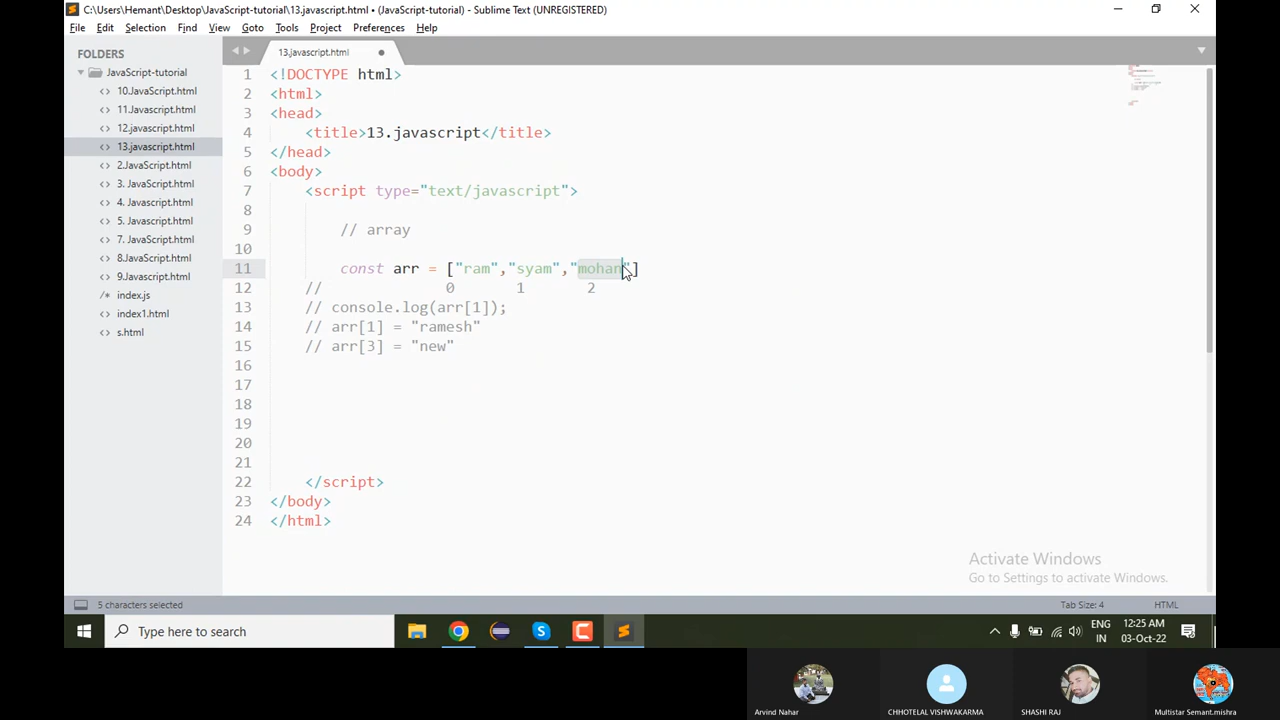 C:\Users\Hemant\Desktop\JavaScript-tutorial\13.javascript.html • (JavaScript-tutorial) - Sublime Text (UNREGISTERED)
File Edit Selection Find View Goto Tools Project Preferences Help
FOLDERS
JavaScript-tutorial
10.JavaScript.html
11.Javascript.html
12.javascript.html
13.javascript.html
2.JavaScript.html
3. JavaScript.html
4. Javascript.html
5. Javascript.html
7. JavaScript.html
8.JavaScript.html
9.Javascript.html
index.js
index1.html
s.html
13.javascript.html
1 <!DOCTYPE html>
2 <html>
3 <head>
4 <title>13.javascript</title>
5 </head>
6 <body>
7 <script type="text/javascript">
8
9 // array
10
11 const arr = ["ram","syam","mohan"]
12 // 0 1 2
13 // console.log(arr[1]);
14 // arr[1] = "ramesh"
15 // arr[3] = "new"
16
17
18
19
20
21
22 </script>
23 </body>
24 </html>
Activate Windows
Go to Settings to activate Windows.
5 characters selected Tab Size: 4 HTML
Type here to search
ENG
IN
12:25 AM
03-Oct-22
Arvind Nahar
CHHOTELAL VISHWAKARMA
SHASHI RAJ
Multistar Semant.mishra